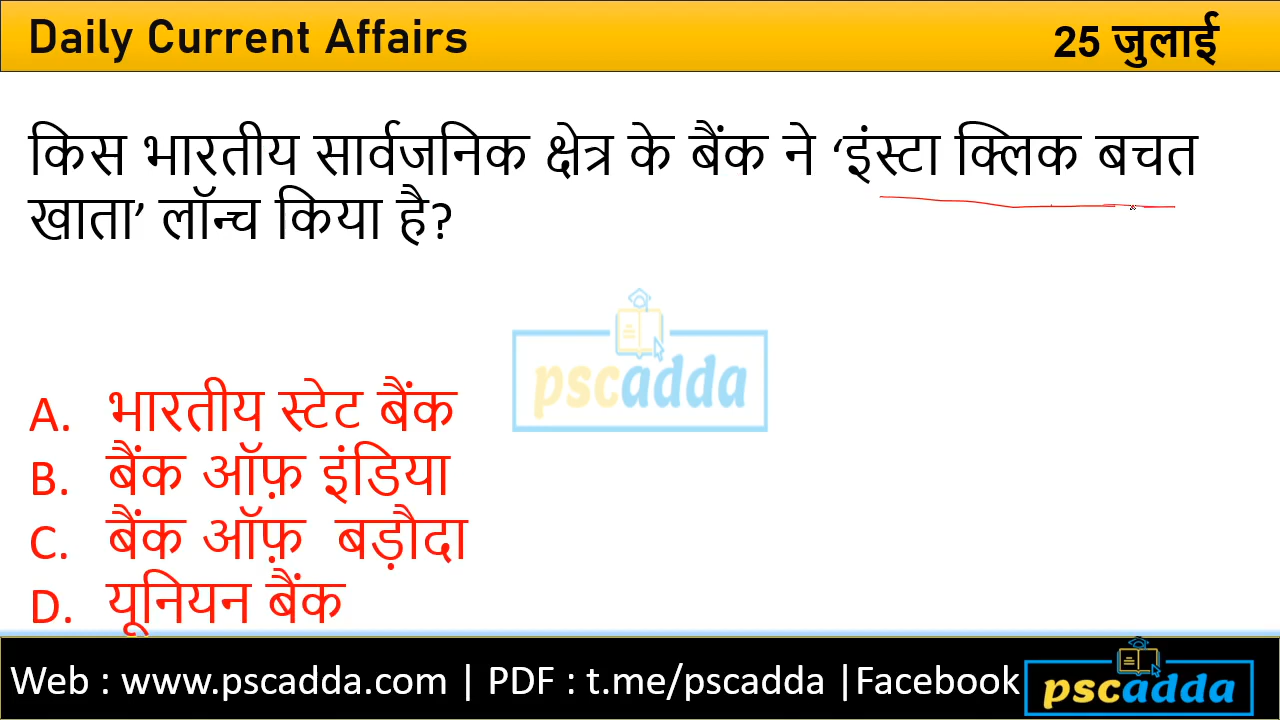 Daily Current Affairs
25 जुलाई
किस भारतीय सार्वजनिक क्षेत्र के बैंक ने ‘इंस्टा क्लिक बचत
खाता’ लॉन्च किया है?
pscadda
A. भारतीय स्टेट बैंक
B. बैंक ऑफ़ इंडिया
C. बैंक ऑफ़ बड़ौदा
D. यूनियन बैंक
Web : www.pscadda.com | PDF : t.me/pscadda |Facebook
pscadda